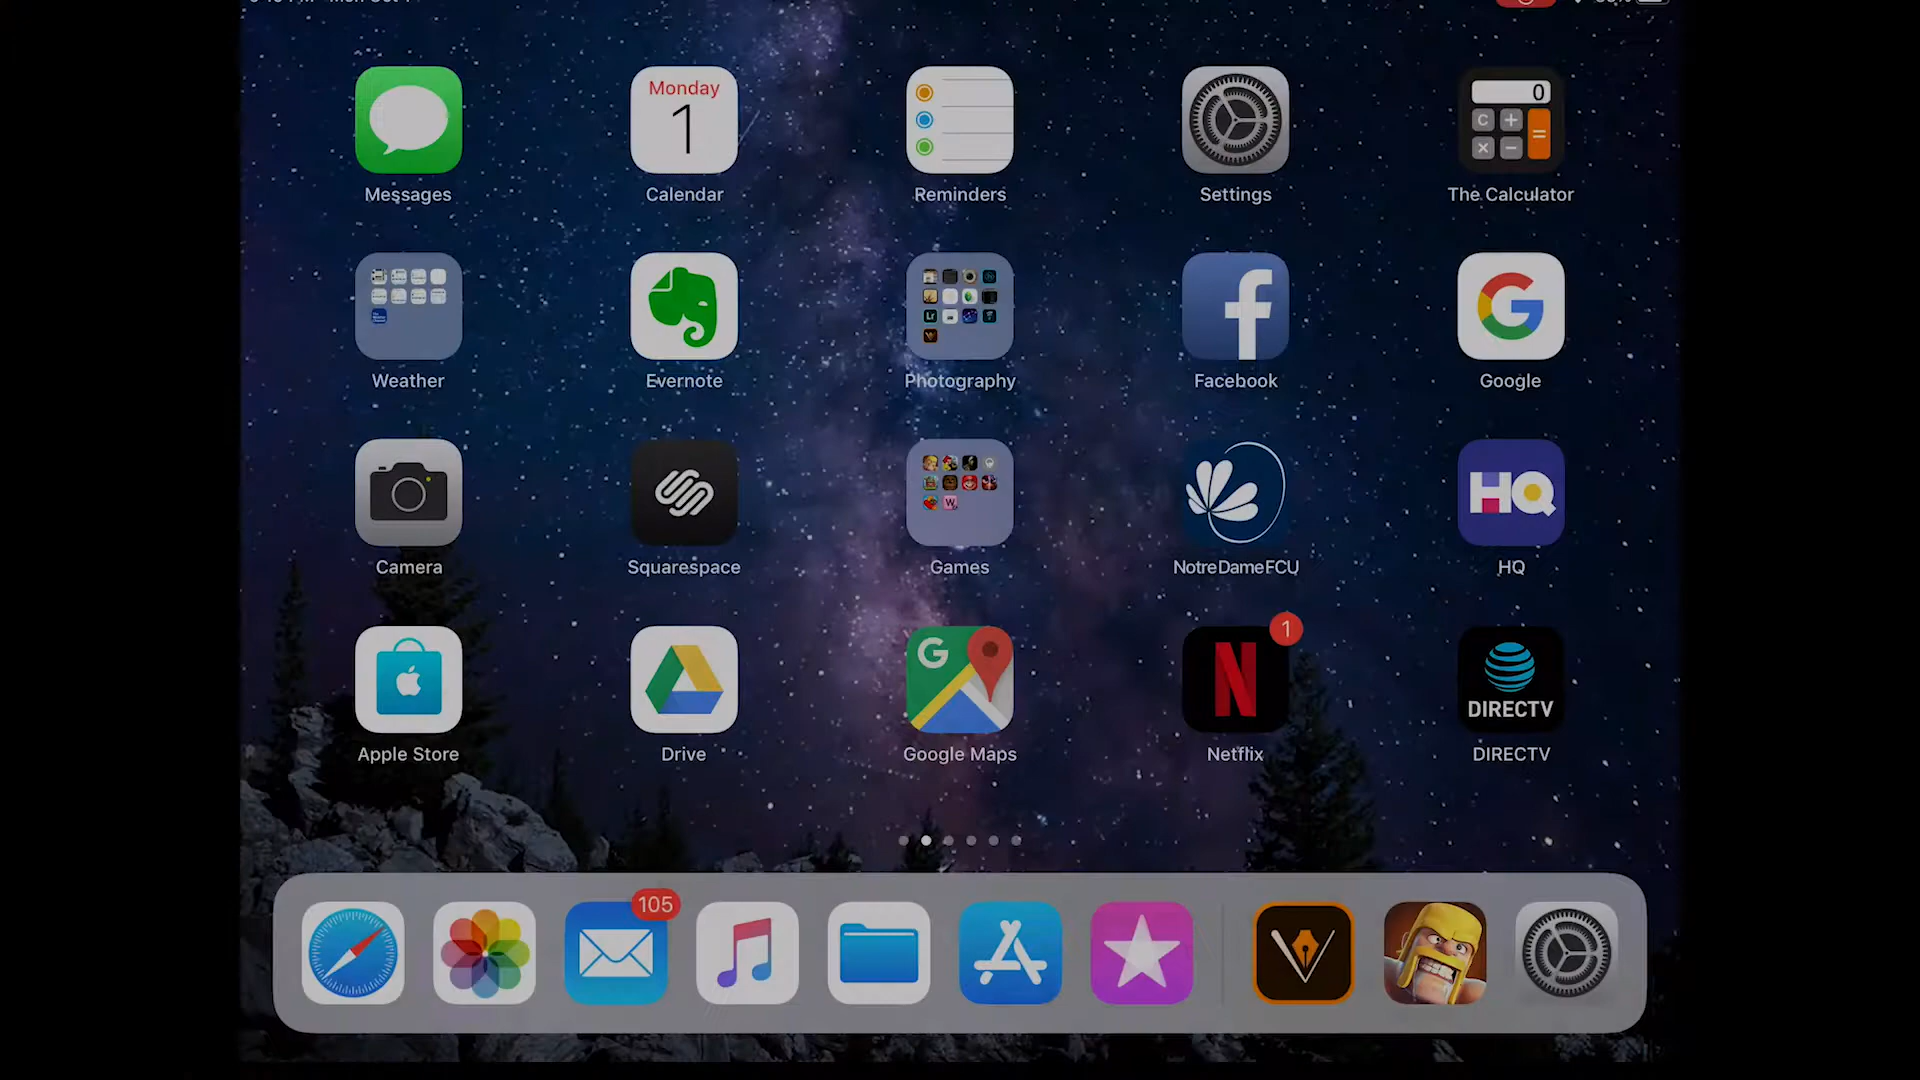 Monday
1
0
C +
× − =
Messages
Calendar
Reminders
Settings
The Calculator
Lr
f
G
Weather
Evernote
Photography
Facebook
Google
W
HQ
Camera
Squarespace
Games
NotreDameFCU
HQ
G
N
1
DIRECTV
Apple Store
Drive
Google Maps
Netflix
DIRECTV
105